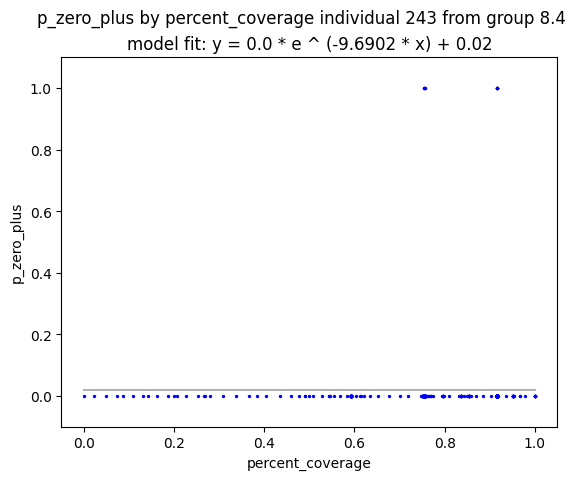 p_zero_plus by percent_coverage individual 243 from group 8.4
model fit: y = 0.0 * e ^ (-9.6902 * x) + 0.02
1.0
0.8
0.6
0.4
0.2
0.0
p_zero_plus
0.0 0.2 0.4 0.6 0.8 1.0
percent_coverage